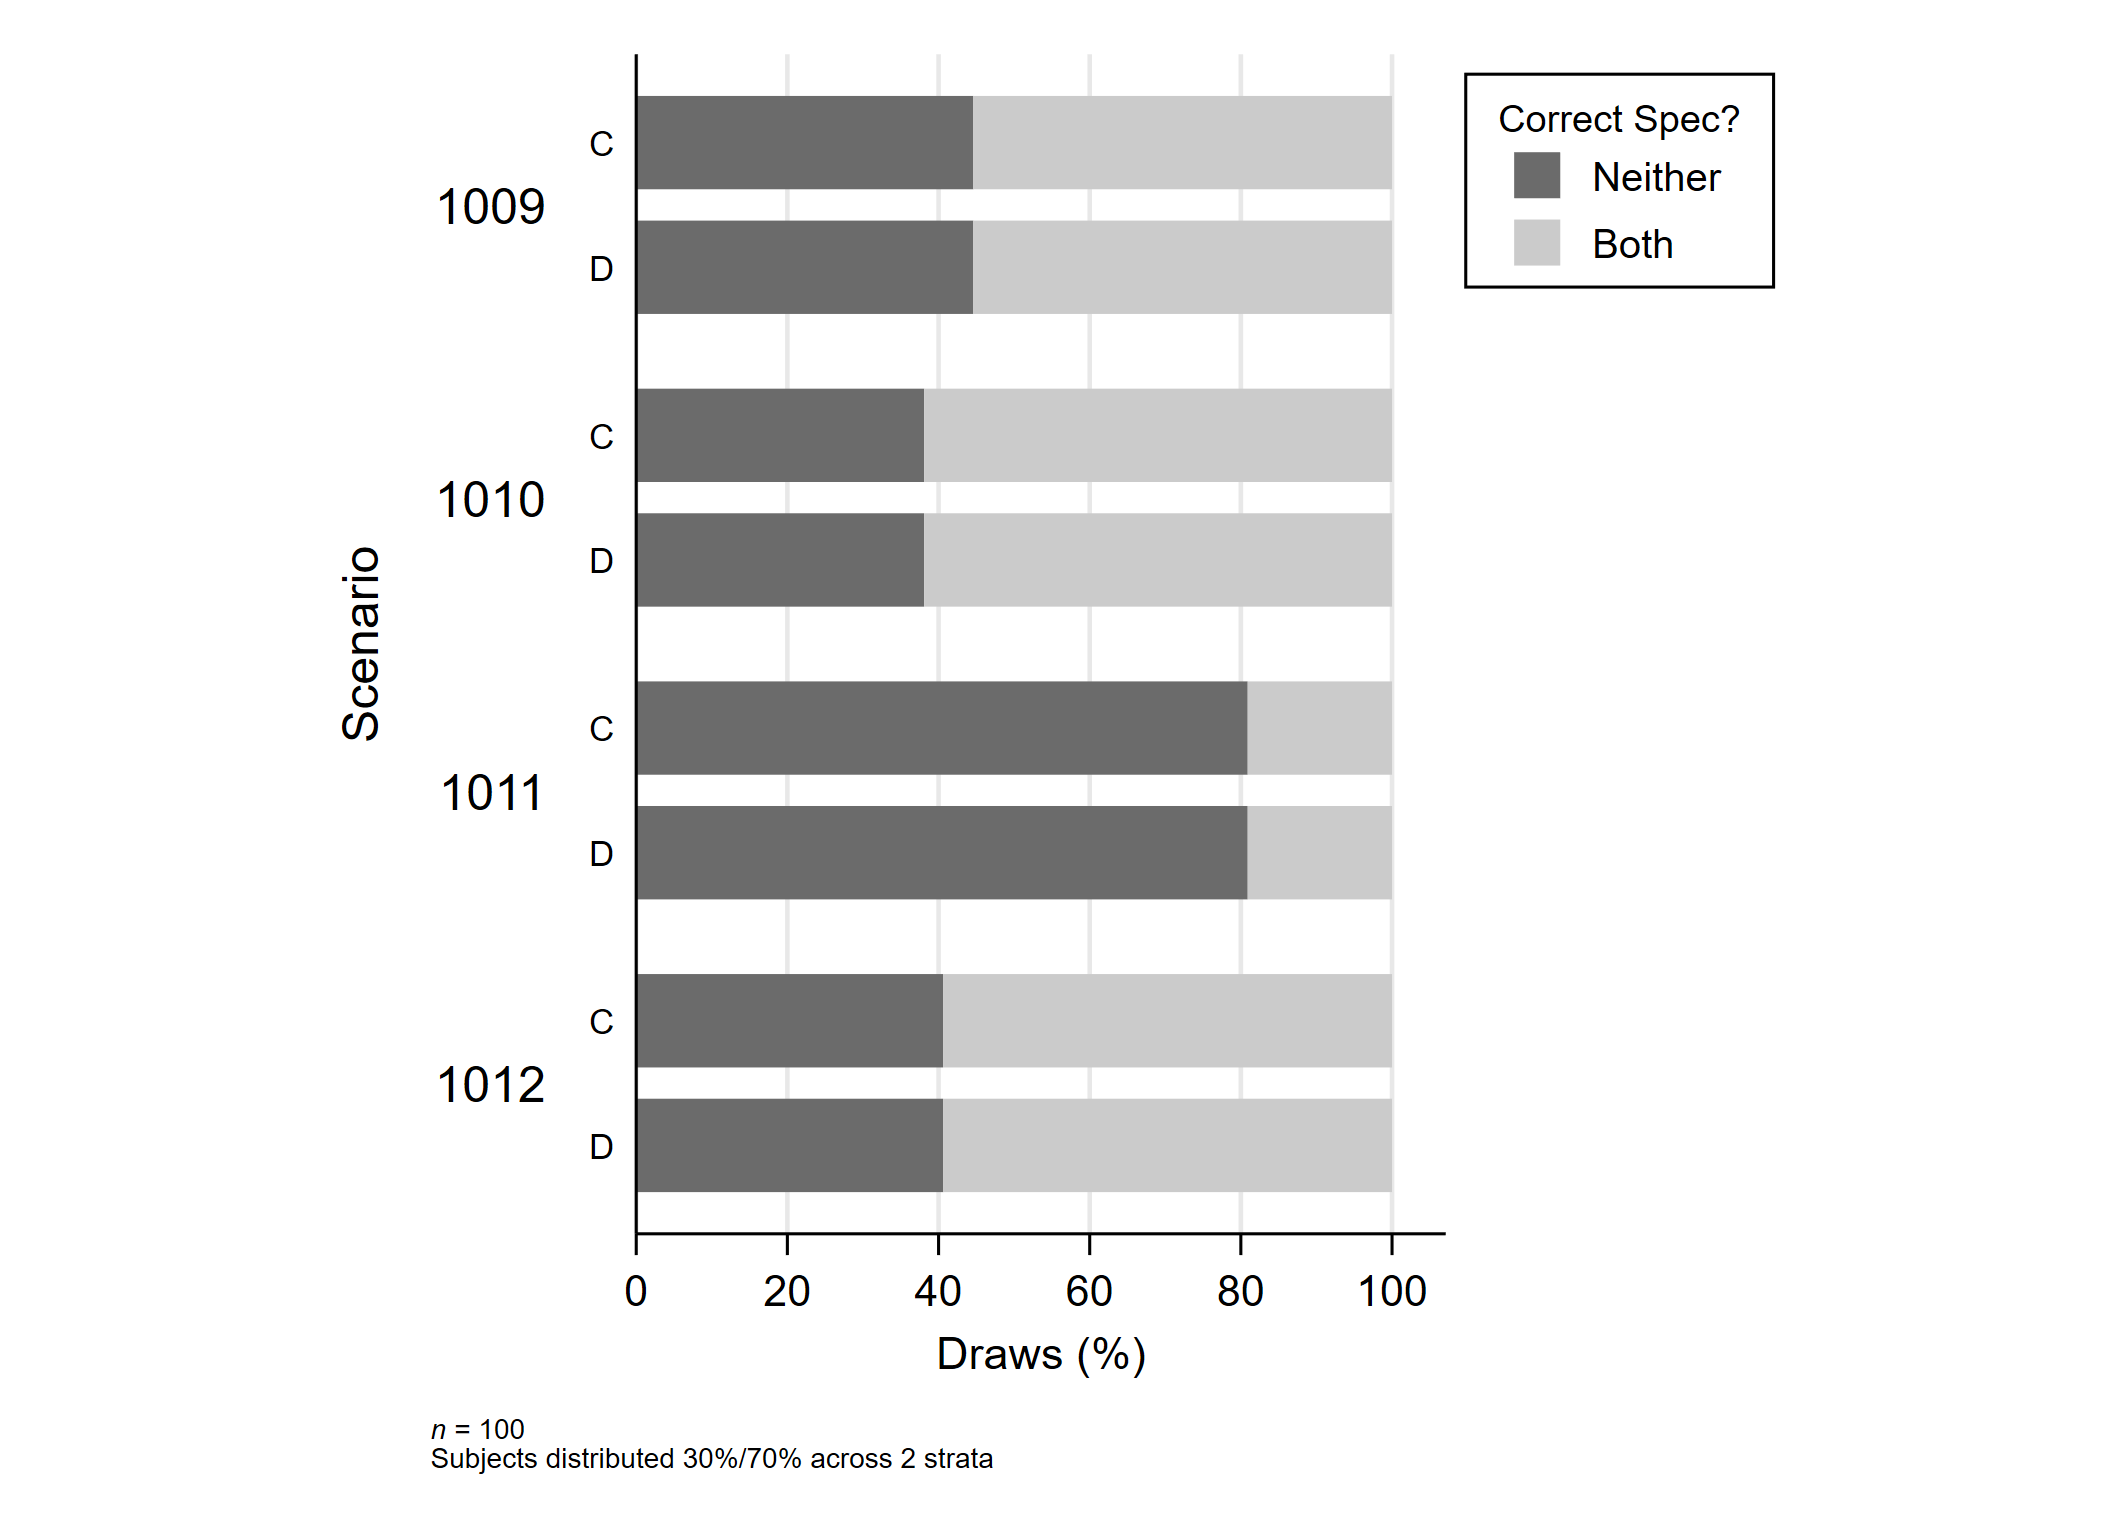 Correct Spec?
Neither
Both
Scenario
1009
C
D
1010
C
D
1011
C
D
1012
C
D
0 20 40 60 80 100
Draws (%)
n = 100
Subjects distributed 30%/70% across 2 strata